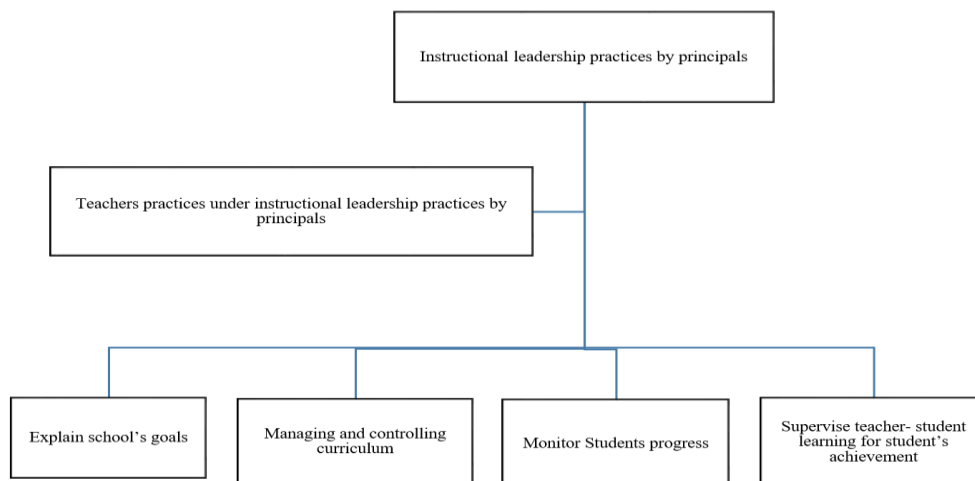 Instructional leadership practices by principals
Teachers practices under instructional leadership practices by
principals
Explain school’s goals
Managing and controlling
curriculum
Monitor Students progress
Supervise teacher- student
learning for student’s
achievement